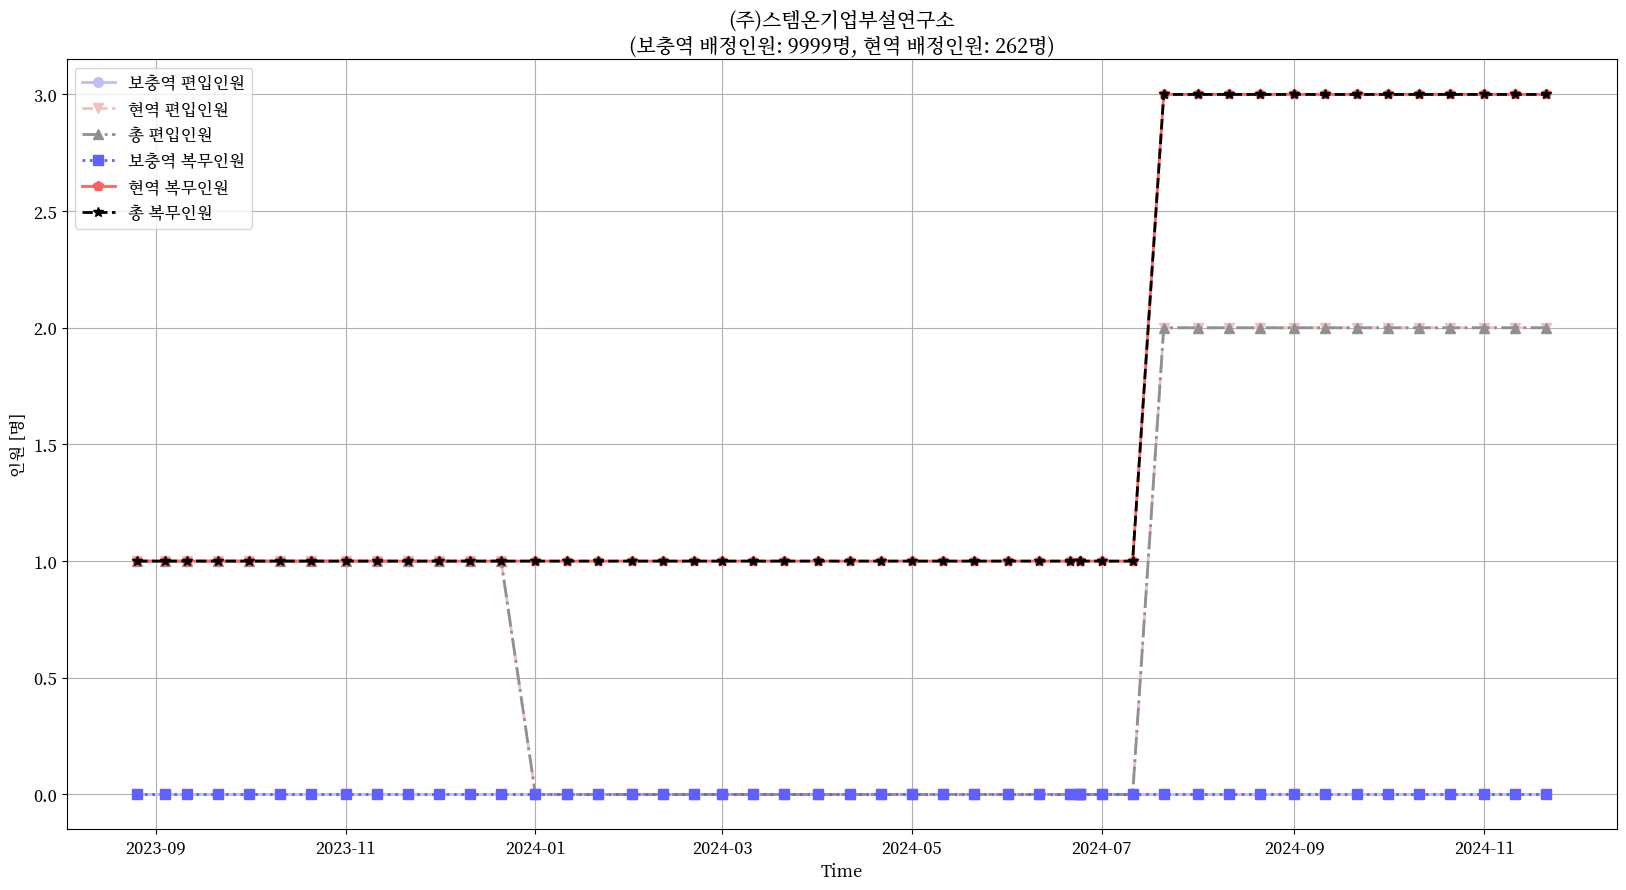 (주)스템온기업부설연구소
(보충역 배정인원: 9999명, 현역 배정인원: 262명)
보충역 편입인원
현역 편입인원
총 편입인원
보충역 복무인원
현역 복무인원
총 복무인원
3.0
2.5
2.0
1.5
1.0
0.5
0.0
인원 [명]
2023-09
2023-11
2024-01
2024-03
2024-05
2024-07
2024-09
2024-11
Time